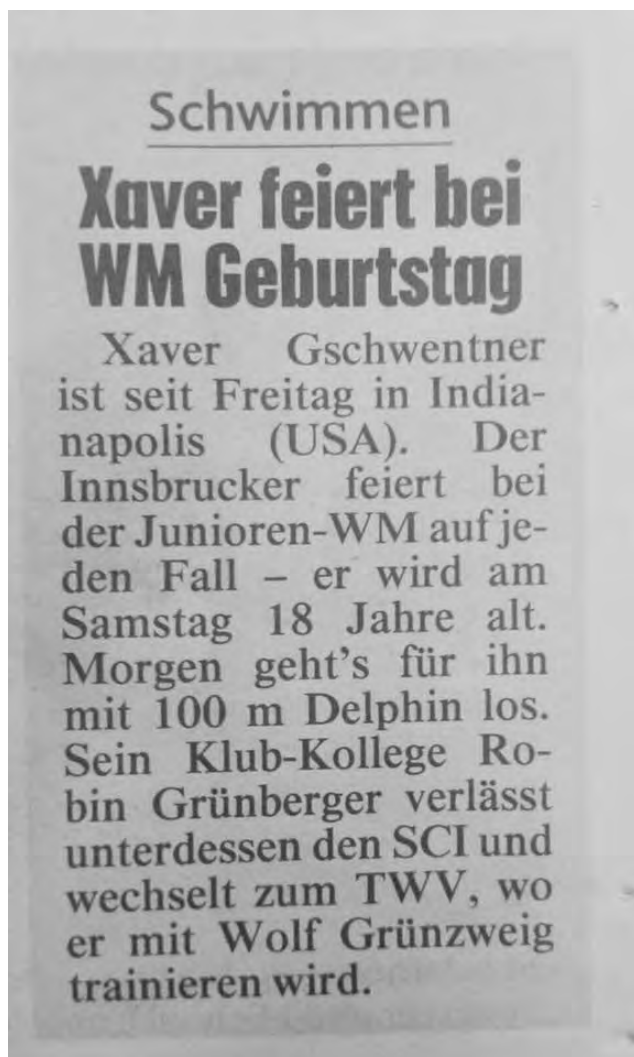 Schwimmen
Xaver feiert bei
WM Geburtstag
Xaver Gschwentner
ist seit Freitag in India-
napolis (USA). Der
Innsbrucker feiert bei
der Junioren-WM auf je-
den Fall – er wird am
Samstag 18 Jahre alt.
Morgen geht's für ihn
mit 100 m Delphin los.
Sein Klub-Kollege Ro-
bin Grünberger verlässt
unterdessen den SCI und
wechselt zum TWV, wo
er mit Wolf Grünzweig
trainieren wird.